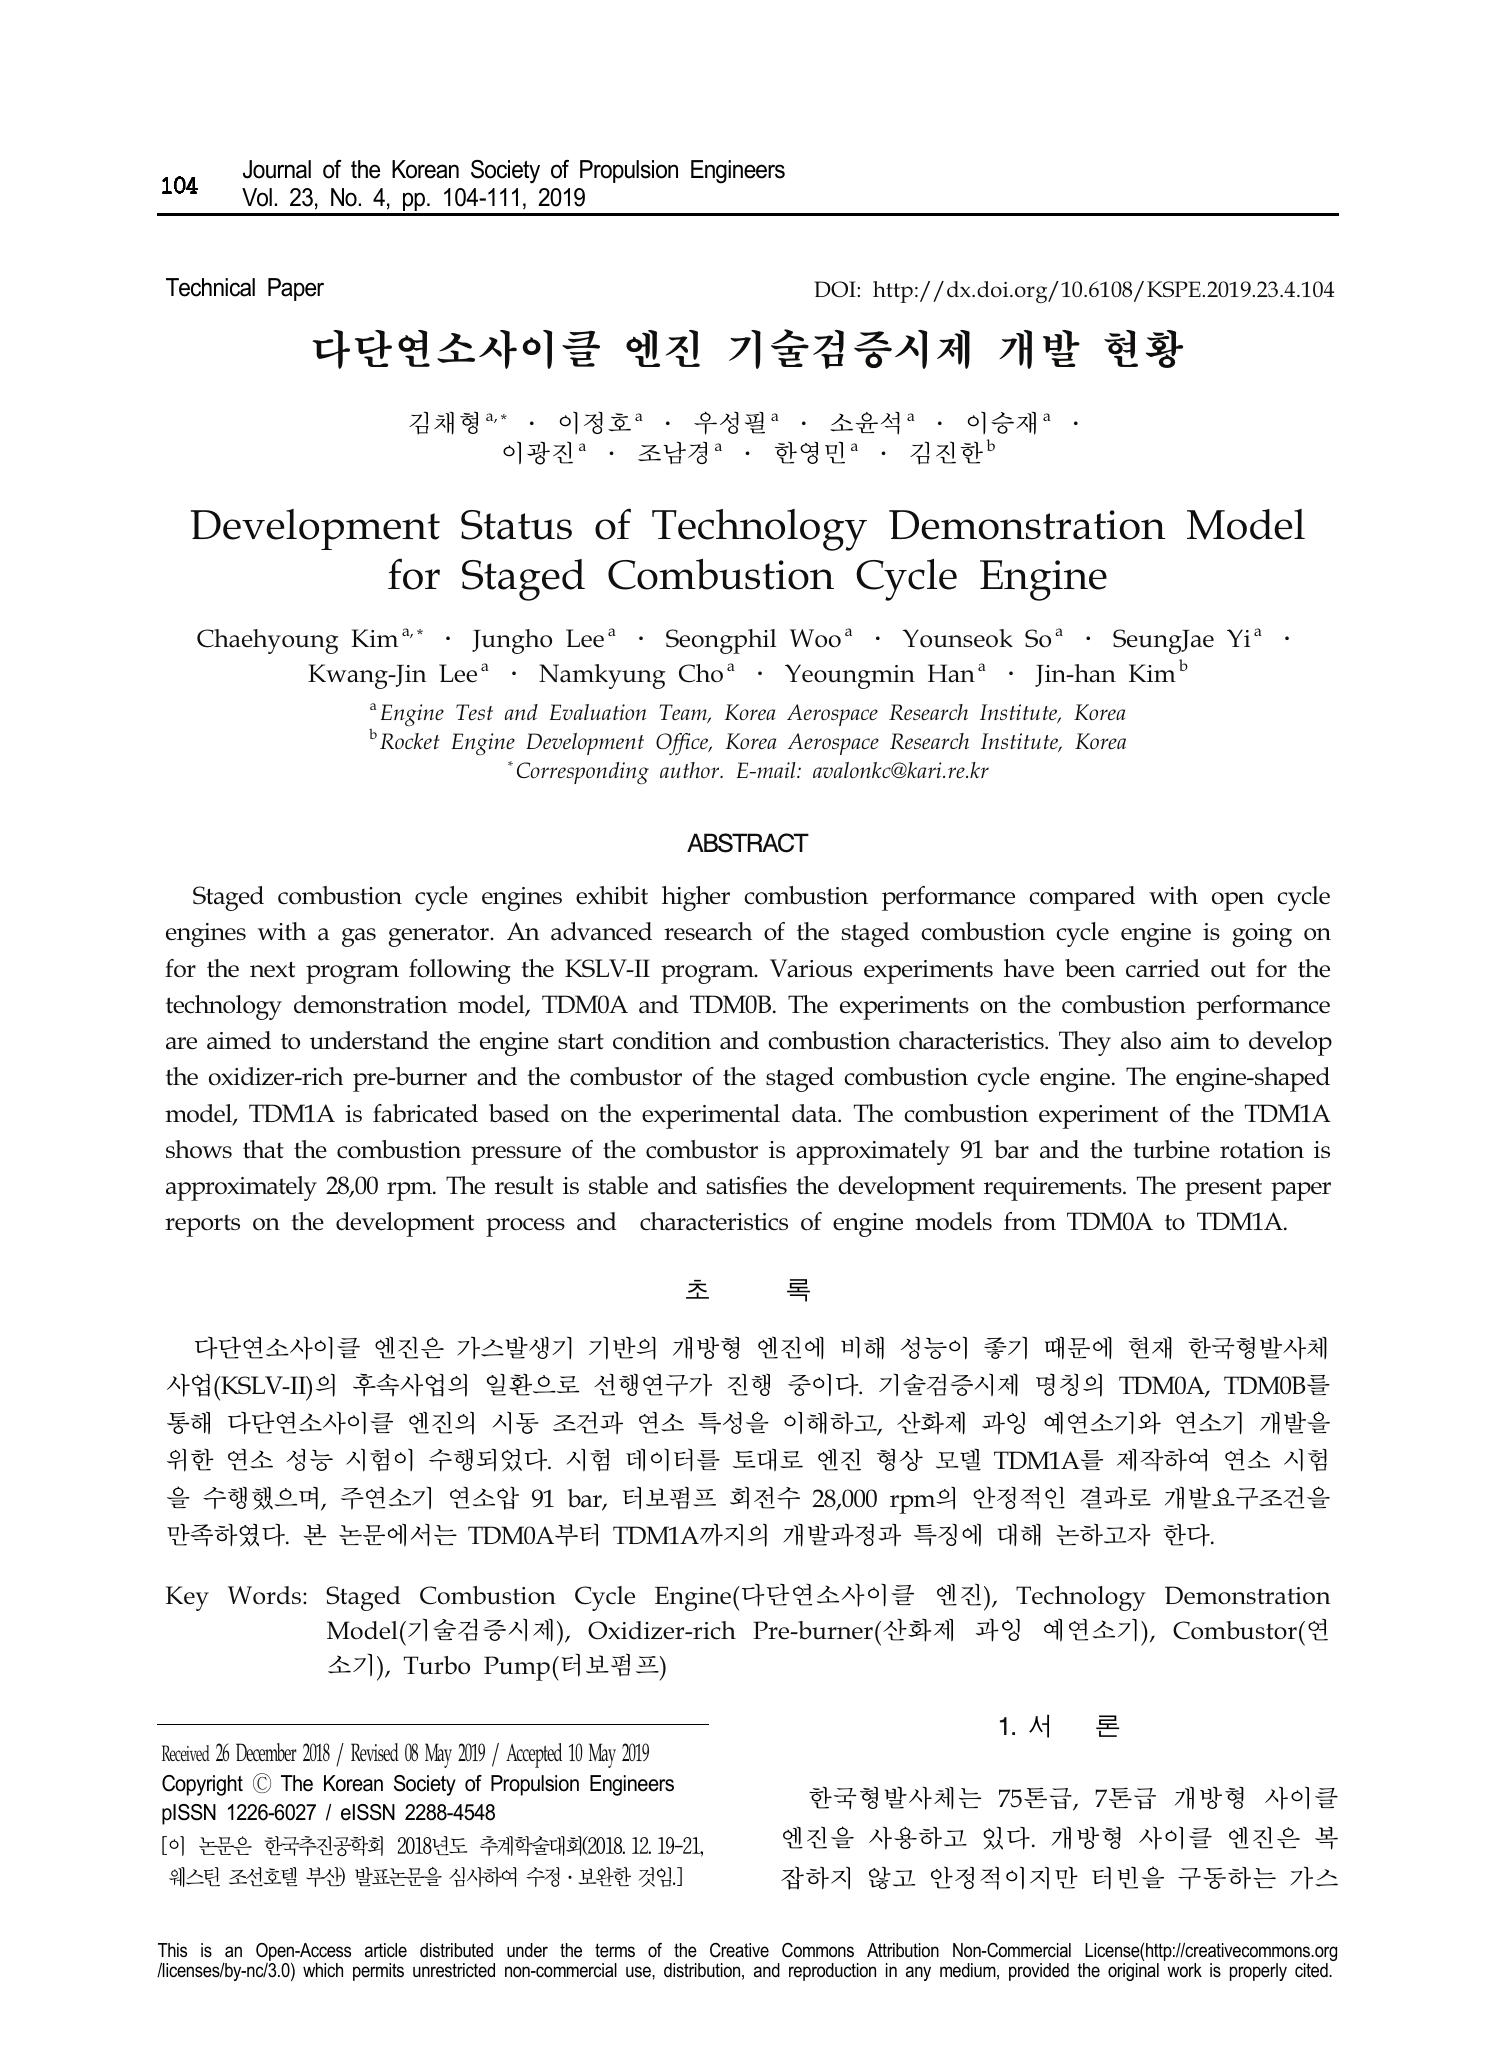 104
Journal of the Korean Society of Propulsion Engineers
Vol. 23, No. 4, pp. 104-111, 2019
Technical Paper
DOI: http://dx.doi.org/10.6108/KSPE.2019.23.4.104
다단연소사이클 엔진 기술검증시제 개발 현황
김채형a,* · 이정호a · 우성필a · 소윤석a · 이승재a ·
이광진a · 조남경a · 한영민a · 김진한b
Development Status of Technology Demonstration Model
for Staged Combustion Cycle Engine
Chaehyoung Kim a,* · Jungho Lee a · Seongphil Woo a · Younseok So a · SeungJae Yi a ·
Kwang-Jin Lee a · Namkyung Cho a · Yeoungmin Han a · Jin-han Kim b
a Engine Test and Evaluation Team, Korea Aerospace Research Institute, Korea
b Rocket Engine Development Office, Korea Aerospace Research Institute, Korea
* Corresponding author. E-mail: avalonkc@kari.re.kr
ABSTRACT
Staged combustion cycle engines exhibit higher combustion performance compared with open cycle
engines with a gas generator. An advanced research of the staged combustion cycle engine is going on
for the next program following the KSLV-II program. Various experiments have been carried out for the
technology demonstration model, TDM0A and TDM0B. The experiments on the combustion performance
are aimed to understand the engine start condition and combustion characteristics. They also aim to develop
the oxidizer-rich pre-burner and the combustor of the staged combustion cycle engine. The engine-shaped
model, TDM1A is fabricated based on the experimental data. The combustion experiment of the TDM1A
shows that the combustion pressure of the combustor is approximately 91 bar and the turbine rotation is
approximately 28,00 rpm. The result is stable and satisfies the development requirements. The present paper
reports on the development process and characteristics of engine models from TDM0A to TDM1A.
초 록
다단연소사이클 엔진은 가스발생기 기반의 개방형 엔진에 비해 성능이 좋기 때문에 현재 한국형발사체
사업(KSLV-II)의 후속사업의 일환으로 선행연구가 진행 중이다. 기술검증시제 명칭의 TDM0A, TDM0B를
통해 다단연소사이클 엔진의 시동 조건과 연소 특성을 이해하고, 산화제 과잉 예연소기와 연소기 개발을
위한 연소 성능 시험이 수행되었다. 시험 데이터를 토대로 엔진 형상 모델 TDM1A를 제작하여 연소 시험
을 수행했으며, 주연소기 연소압 91 bar, 터보펌프 회전수 28,000 rpm의 안정적인 결과로 개발요구조건을
만족하였다. 본 논문에서는 TDM0A부터 TDM1A까지의 개발과정과 특징에 대해 논하고자 한다.
Key Words: Staged Combustion Cycle Engine(다단연소사이클 엔진), Technology Demonstration
Model(기술검증시제), Oxidizer-rich Pre-burner(산화제 과잉 예연소기), Combustor(연
소기), Turbo Pump(터보펌프)
Received 26 December 2018 / Revised 08 May 2019 / Accepted 10 May 2019
Copyright Ⓒ The Korean Society of Propulsion Engineers
pISSN 1226-6027 / eISSN 2288-4548
[이 논문은 한국추진공학회 2018년도 추계학술대회(2018. 12. 19-21,
웨스틴 조선호텔 부산) 발표논문을 심사하여 수정·보완한 것임.]
1. 서 론
한국형발사체는 75톤급, 7톤급 개방형 사이클
엔진을 사용하고 있다. 개방형 사이클 엔진은 복
잡하지 않고 안정적이지만 터빈을 구동하는 가스
This is an Open-Access article distributed under the terms of the Creative Commons Attribution Non-Commercial License(http://creativecommons.org
/licenses/by-nc/3.0) which permits unrestricted non-commercial use, distribution, and reproduction in any medium, provided the original work is properly cited.